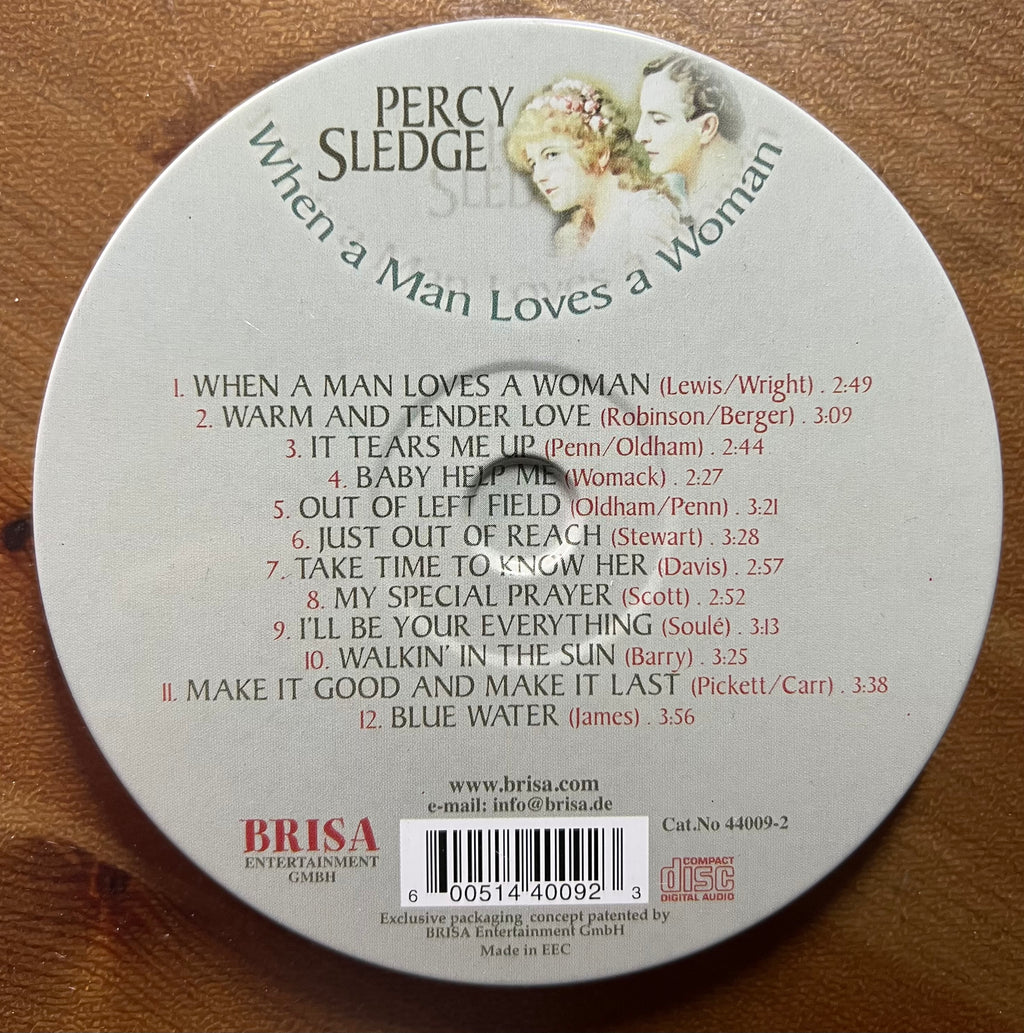 PERCY
SLEDGE
When a Man Loves a Woman
1. WHEN A MAN LOVES A WOMAN (Lewis/Wright) . 2:49
2. WARM AND TENDER LOVE (Robinson/Berger) . 3:09
3. IT TEARS ME UP (Penn/Oldham) . 2:44
4. BABY HELP ME (Womack) . 2:27
5. OUT OF LEFT FIELD (Oldham/Penn) . 3:21
6. JUST OUT OF REACH (Stewart) . 3:28
7. TAKE TIME TO KNOW HER (Davis) . 2:57
8. MY SPECIAL PRAYER (Scott) . 2:52
9. I'LL BE YOUR EVERYTHING (Soulé) . 3:13
10. WALKIN' IN THE SUN (Barry) . 3:25
11. MAKE IT GOOD AND MAKE IT LAST (Pickett/Carr) . 3:38
12. BLUE WATER (James) . 3:56
www.brisa.com
e-mail: info@brisa.de
BRISA
ENTERTAINMENT
GMBH
6 00514 40092 3
Cat.No 44009-2
COMPACT
disc
DIGITAL AUDIO
Exclusive packaging concept patented by
BRISA Entertainment GmbH
Made in EEC